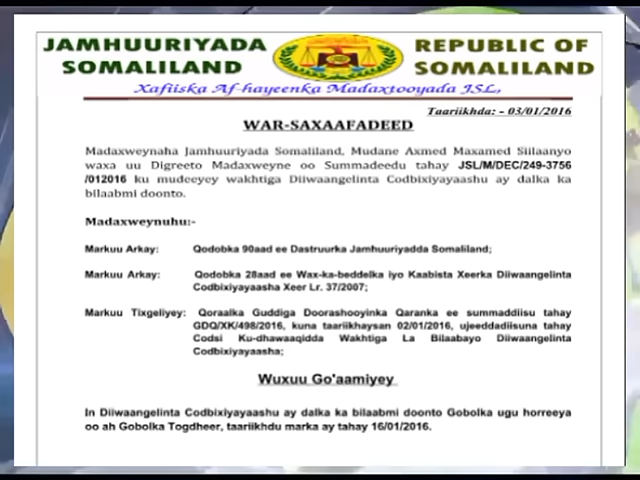 JAMHUURIYADA REPUBLIC OF
SOMALILAND SOMALILAND
Xafiiska Af-hayeenka Madaxtooyada JSL,
Taariikhda: - 03/01/2016
WAR-SAXAAFADEED
Madaxweynaha Jamhuuriyada Somaliland, Mudane Axmed Maxamed Siilaanyo
waxa uu Digreeto Madaxweyne oo Summadeedu tahay JSL/M/DEC/249-3756
/012016 ku mudeeyey wakhtiga Diiwaangelinta Codbixiyayaashu ay dalka ka
bilaabmi doonto.
Madaxweynuhu:-
Markuu Arkay: Qodobka 90aad ee Dastruurka Jamhuuriyadda Somaliland;
Markuu Arkay: Qodobka 28aad ee Wax-ka-beddelka iyo Kaabista Xeerka Diiwaangelinta
Codbixiyayaasha Xeer Lr. 37/2007;
Markuu Tixgeliyey: Qoraalka Guddiga Doorashooyinka Qaranka ee summaddiisu tahay
GDQ/XK/498/2016, kuna taariikhaysan 02/01/2016, ujeeddadiisuna tahay
Codsi Ku-dhawaaqidda Wakhtiga La Bilaabayo Diiwaangelinta
Codbixiyayaasha;
Wuxuu Go'aamiyey
In Diiwaangelinta Codbixiyayaashu ay dalka ka bilaabmi doonto Gobolka ugu horreeya
oo ah Gobolka Togdheer, taariikhdu marka ay tahay 16/01/2016.